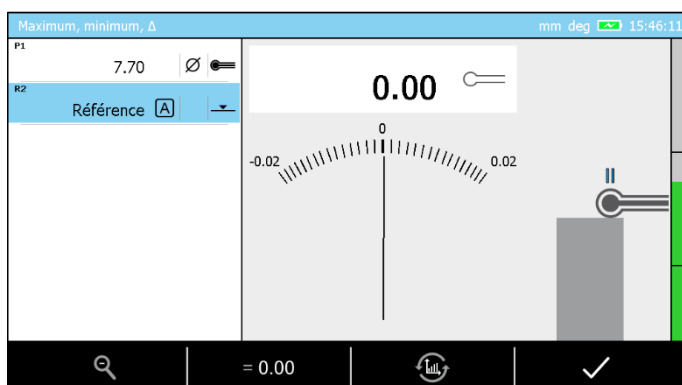 Maximum, minimum, Δ
mm deg 15:46:11
P1
7.70 Ø
R2
Référence A
0.00
0
-0.02 0.02
= 0.00